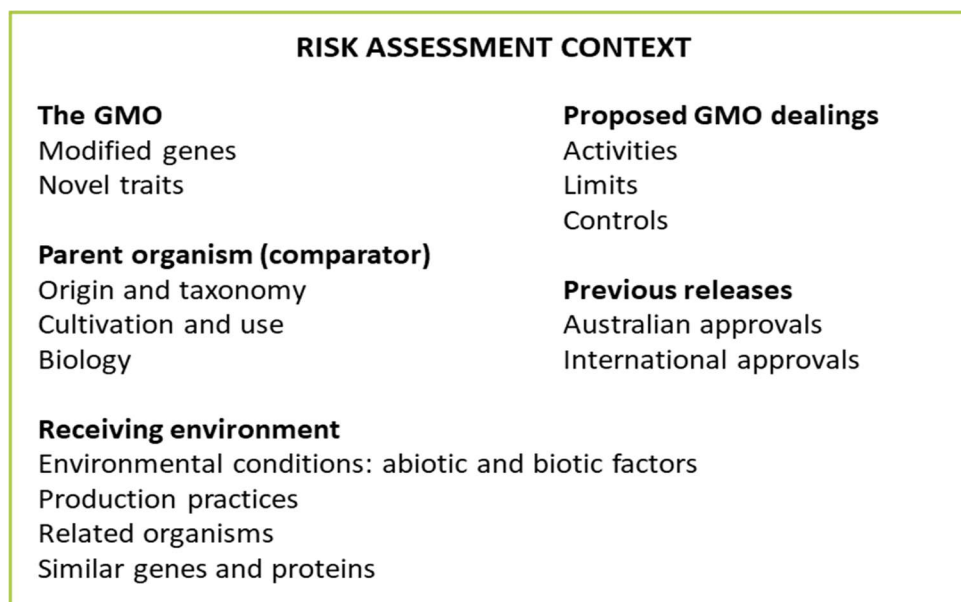 RISK ASSESSMENT CONTEXT
The GMO
Modified genes
Novel traits
Parent organism (comparator)
Origin and taxonomy
Cultivation and use
Biology
Proposed GMO dealings
Activities
Limits
Controls
Previous releases
Australian approvals
International approvals
Receiving environment
Environmental conditions: abiotic and biotic factors
Production practices
Related organisms
Similar genes and proteins